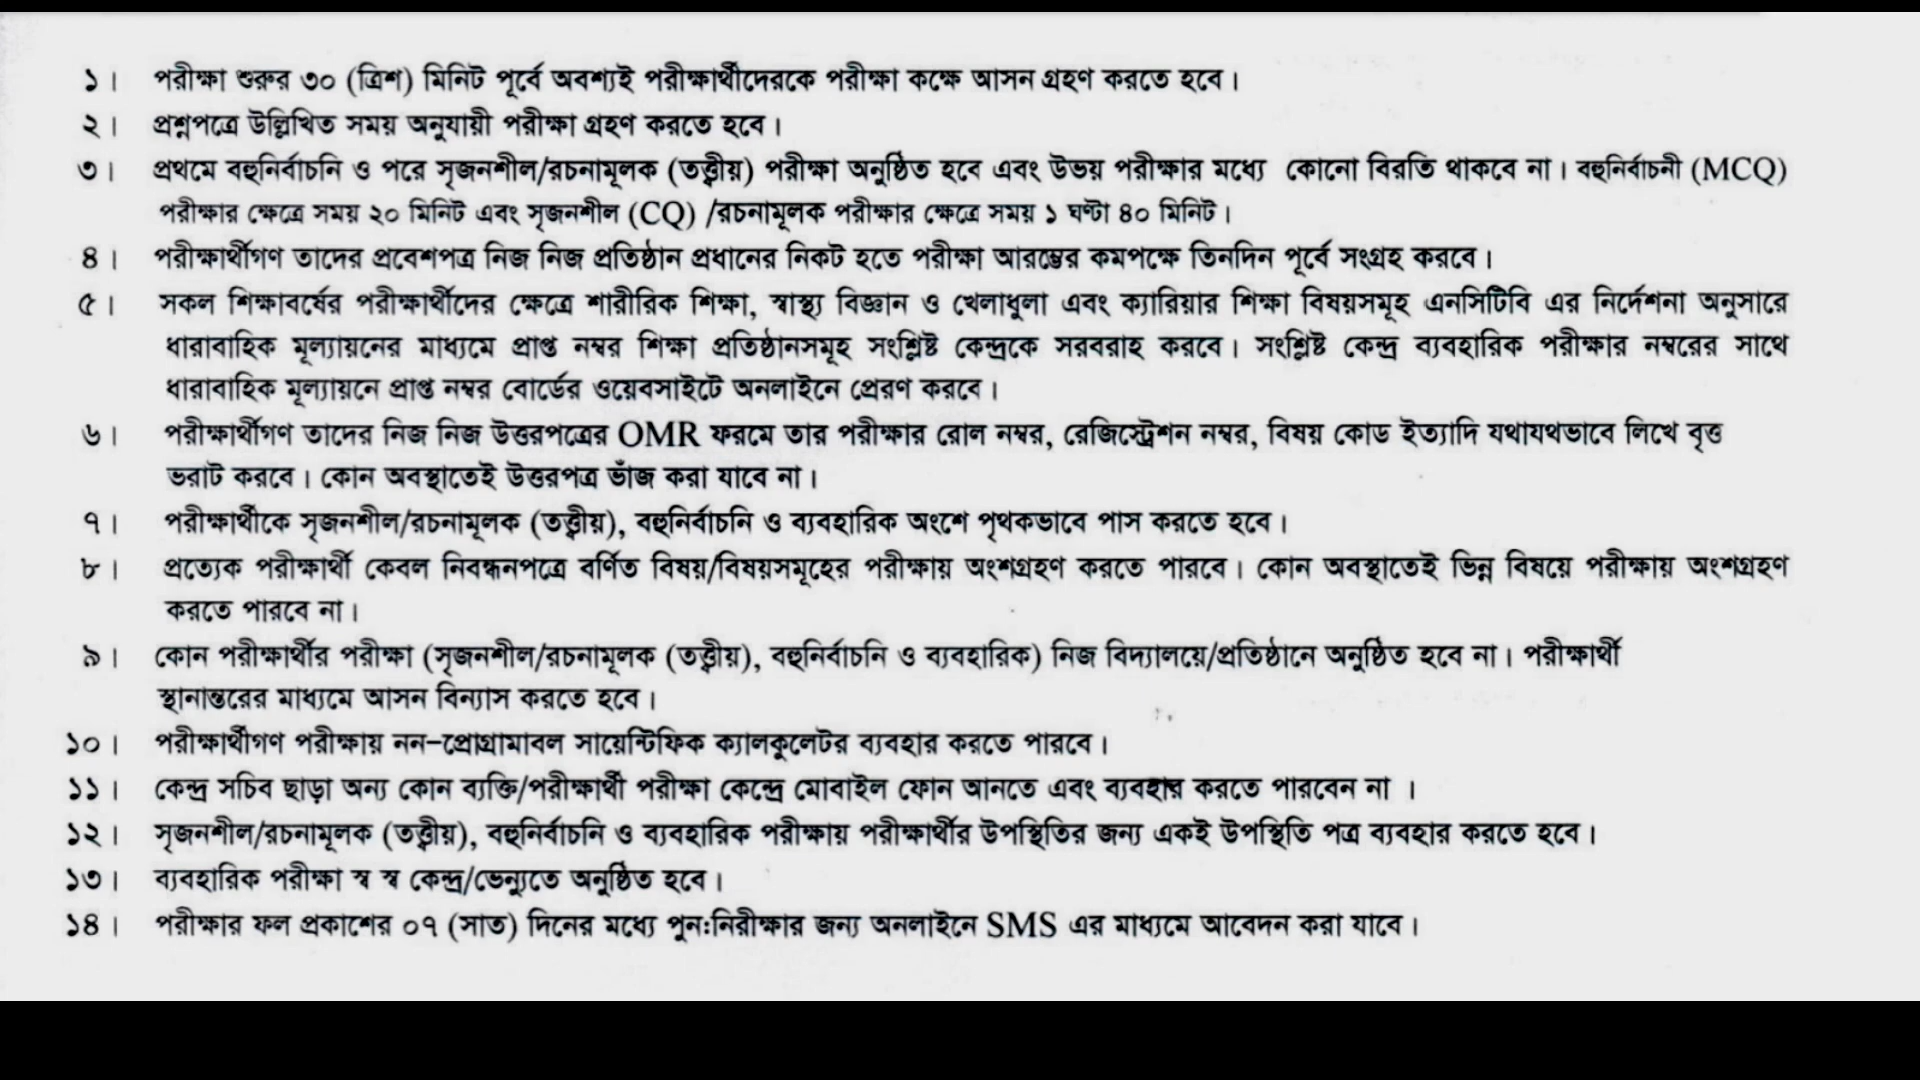 ১। পরীক্ষা শুরুর ৩০ (ত্রিশ) মিনিট পূর্বে অবশ্যই পরীক্ষার্থীদেরকে পরীক্ষা কক্ষে আসন গ্রহণ করতে হবে।
২। প্রশ্নপত্রে উল্লিখিত সময় অনুযায়ী পরীক্ষা গ্রহণ করতে হবে।
৩। প্রথমে বহুনির্বাচনি ও পরে সৃজনশীল/রচনামূলক (তত্ত্বীয়) পরীক্ষা অনুষ্ঠিত হবে এবং উভয় পরীক্ষার মধ্যে কোনো বিরতি থাকবে না। বহুনির্বাচনী (MCQ)
পরীক্ষার ক্ষেত্রে সময় ২০ মিনিট এবং সৃজনশীল (CQ) /রচনামূলক পরীক্ষার ক্ষেত্রে সময় ১ ঘণ্টা ৪০ মিনিট।
৪। পরীক্ষার্থীগণ তাদের প্রবেশপত্র নিজ নিজ প্রতিষ্ঠান প্রধানের নিকট হতে পরীক্ষা আরম্ভের কমপক্ষে তিনদিন পূর্বে সংগ্রহ করবে।
৫। সকল শিক্ষাবর্ষের পরীক্ষার্থীদের ক্ষেত্রে শারীরিক শিক্ষা, স্বাস্থ্য বিজ্ঞান ও খেলাধুলা এবং ক্যারিয়ার শিক্ষা বিষয়সমূহ এনসিটিবি এর নির্দেশনা অনুসারে
ধারাবাহিক মূল্যায়নের মাধ্যমে প্রাপ্ত নম্বর শিক্ষা প্রতিষ্ঠানসমূহ সংশ্লিষ্ট কেন্দ্রকে সরবরাহ করবে। সংশ্লিষ্ট কেন্দ্র ব্যবহারিক পরীক্ষার নম্বরের সাথে
ধারাবাহিক মূল্যায়নে প্রাপ্ত নম্বর বোর্ডের ওয়েবসাইটে অনলাইনে প্রেরণ করবে।
৬। পরীক্ষার্থীগণ তাদের নিজ নিজ উত্তরপত্রের OMR ফরমে তার পরীক্ষার রোল নম্বর, রেজিস্ট্রেশন নম্বর, বিষয় কোড ইত্যাদি যথাযথভাবে লিখে বৃত্ত
ভরাট করবে। কোন অবস্থাতেই উত্তরপত্র ভাঁজ করা যাবে না।
৭। পরীক্ষার্থীকে সৃজনশীল/রচনামূলক (তত্ত্বীয়), বহুনির্বাচনি ও ব্যবহারিক অংশে পৃথকভাবে পাস করতে হবে।
৮। প্রত্যেক পরীক্ষার্থী কেবল নিবন্ধনপত্রে বর্ণিত বিষয়/বিষয়সমূহের পরীক্ষায় অংশগ্রহণ করতে পারবে। কোন অবস্থাতেই ভিন্ন বিষয়ে পরীক্ষায় অংশগ্রহণ
করতে পারবে না।
৯। কোন পরীক্ষার্থীর পরীক্ষা (সৃজনশীল/রচনামূলক (তত্ত্বীয়), বহুনির্বাচনি ও ব্যবহারিক) নিজ বিদ্যালয়ে/প্রতিষ্ঠানে অনুষ্ঠিত হবে না। পরীক্ষার্থী
স্থানান্তরের মাধ্যমে আসন বিন্যাস করতে হবে।
১০। পরীক্ষার্থীগণ পরীক্ষায় নন-প্রোগ্রামাবল সায়েন্টিফিক ক্যালকুলেটর ব্যবহার করতে পারবে।
১১। কেন্দ্র সচিব ছাড়া অন্য কোন ব্যক্তি/পরীক্ষার্থী পরীক্ষা কেন্দ্রে মোবাইল ফোন আনতে এবং ব্যবহার করতে পারবেন না ।
১২। সৃজনশীল/রচনামূলক (তত্ত্বীয়), বহুনির্বাচনি ও ব্যবহারিক পরীক্ষায় পরীক্ষার্থীর উপস্থিতির জন্য একই উপস্থিতি পত্র ব্যবহার করতে হবে।
১৩। ব্যবহারিক পরীক্ষা স্ব স্ব কেন্দ্র/ভেন্যুতে অনুষ্ঠিত হবে।
১৪। পরীক্ষার ফল প্রকাশের ০৭ (সাত) দিনের মধ্যে পুন:নিরীক্ষার জন্য অনলাইনে SMS এর মাধ্যমে আবেদন করা যাবে।